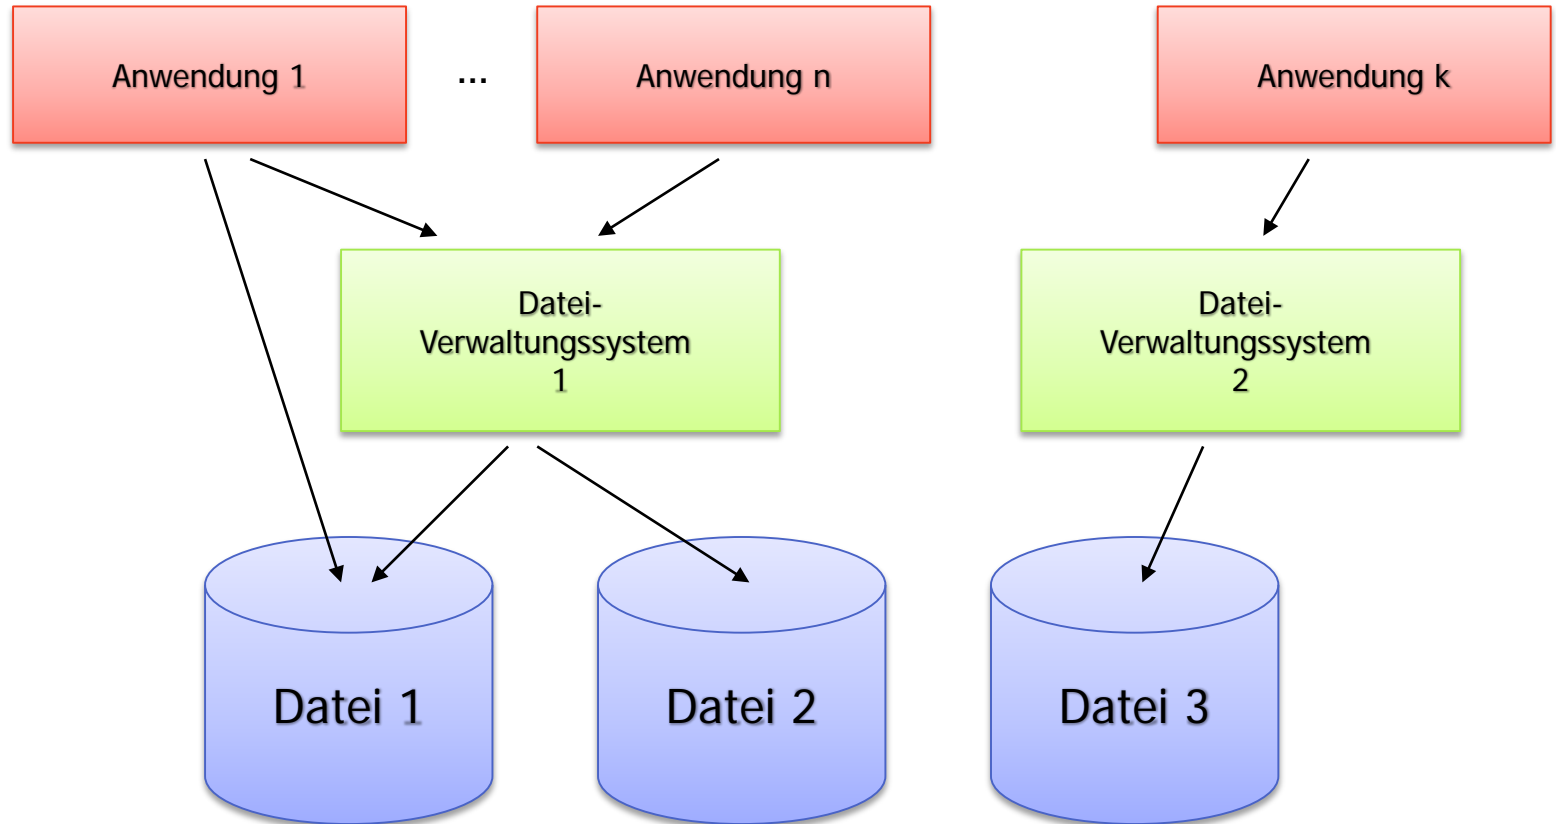 Anwendung 1
...
Anwendung n
Anwendung k
Datei-
Verwaltungssystem
1
Datei-
Verwaltungssystem
2
Datei 1
Datei 2
Datei 3